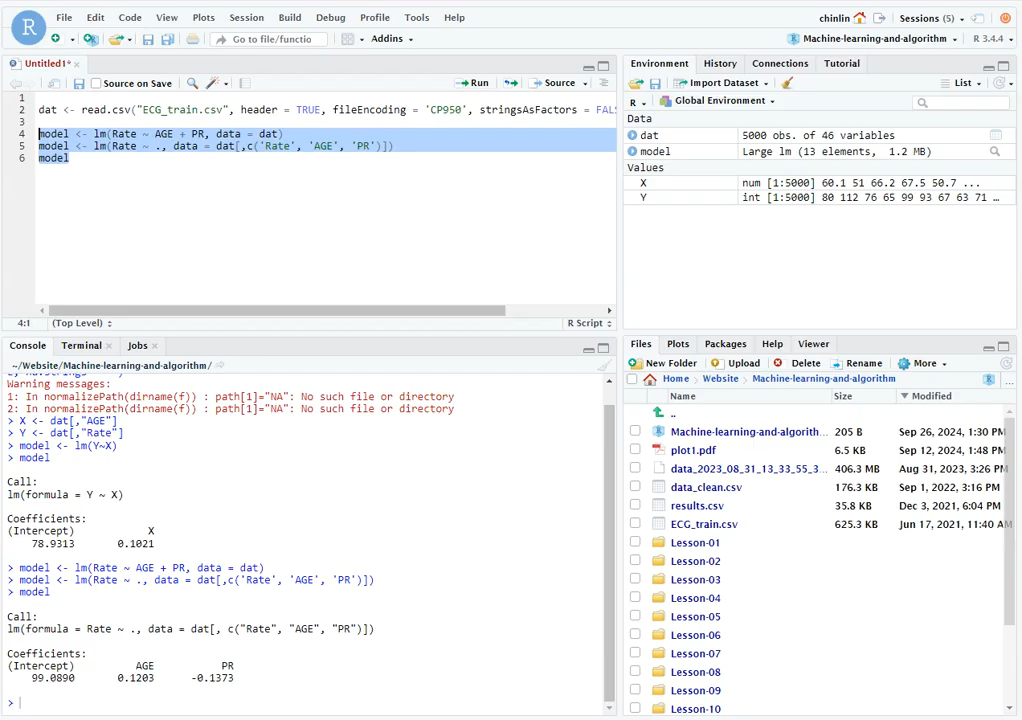 File Edit Code View Plots Session Build Debug Profile Tools Help
chinlin Sessions (5)
Go to file/functio Addins
Machine-learning-and-algorithm R 3.4.4
Untitled1*
Source on Save Run Source
1
2 dat <- read.csv("ECG_train.csv", header = TRUE, fileEncoding = 'CP950', stringsAsFactors = FALS
3
4 model <- lm(Rate ~ AGE + PR, data = dat)
5 model <- lm(Rate ~ ., data = dat[,c('Rate', 'AGE', 'PR')])
6 model
4:1 (Top Level) R Script
Console Terminal Jobs
~/Website/Machine-learning-and-algorithm/
Warning messages:
1: In normalizePath(dirname(f)) : path[1]="NA": No such file or directory
2: In normalizePath(dirname(f)) : path[1]="NA": No such file or directory
> X <- dat[,"AGE"]
> Y <- dat[,"Rate"]
> model <- lm(Y~X)
> model
Call:
lm(formula = Y ~ X)
Coefficients:
(Intercept) X
78.9313 0.1021
> model <- lm(Rate ~ AGE + PR, data = dat)
> model <- lm(Rate ~ ., data = dat[,c('Rate', 'AGE', 'PR')])
> model
Call:
lm(formula = Rate ~ ., data = dat[, c("Rate", "AGE", "PR")])
Coefficients:
(Intercept) AGE PR
99.0890 0.1203 -0.1373
>
Environment History Connections Tutorial
Import Dataset List
R Global Environment
Data
dat 5000 obs. of 46 variables
model Large lm (13 elements, 1.2 MB)
Values
X num [1:5000] 60.1 51 66.2 67.5 50.7 ...
Y int [1:5000] 80 112 76 65 99 93 67 63 71 …
Files Plots Packages Help Viewer
New Folder Upload Delete Rename More
Home Website Machine-learning-and-algorithm ...
Name Size Modified
..
Machine-learning-and-algorith... 205 B Sep 26, 2024, 1:30 PM
plot1.pdf 6.5 KB Sep 12, 2024, 1:48 PM
data_2023_08_31_13_33_55_3... 406.3 MB Aug 31, 2023, 3:26 PM
data_clean.csv 176.3 KB Sep 1, 2022, 3:16 PM
results.csv 35.8 KB Dec 3, 2021, 6:04 PM
ECG_train.csv 625.3 KB Jun 17, 2021, 11:40 AM
Lesson-01
Lesson-02
Lesson-03
Lesson-04
Lesson-05
Lesson-06
Lesson-07
Lesson-08
Lesson-09
Lesson-10